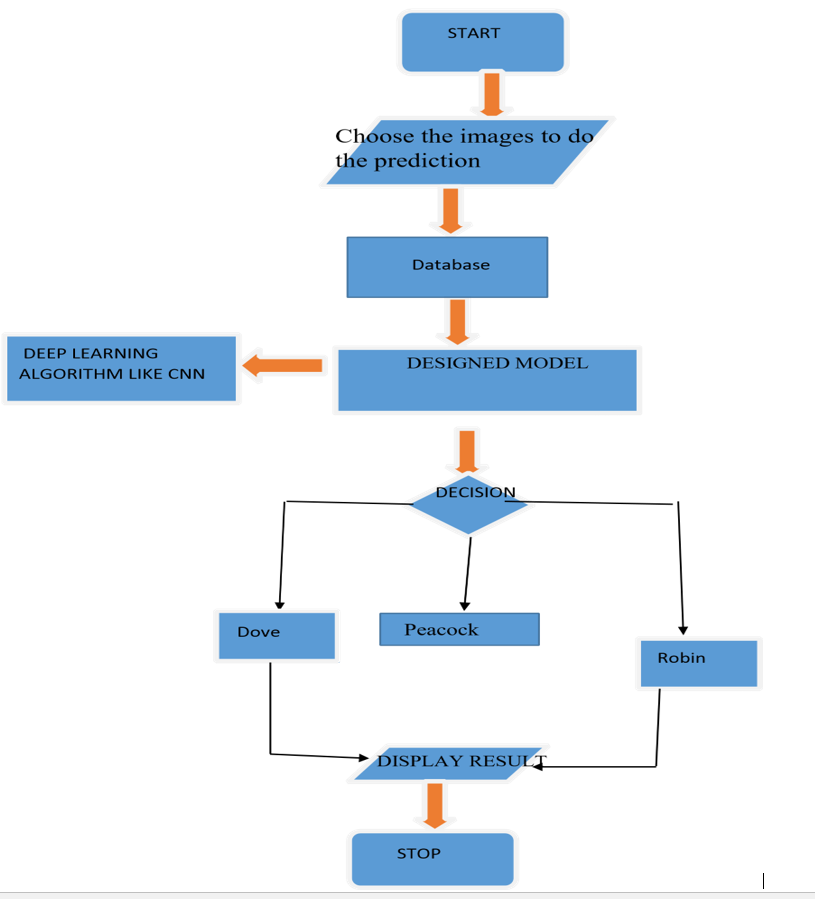 START
Choose the images to do
the prediction
Database
DEEP LEARNING
ALGORITHM LIKE CNN
DESIGNED MODEL
DECISION
Dove
Peacock
Robin
DISPLAY RESULT
STOP